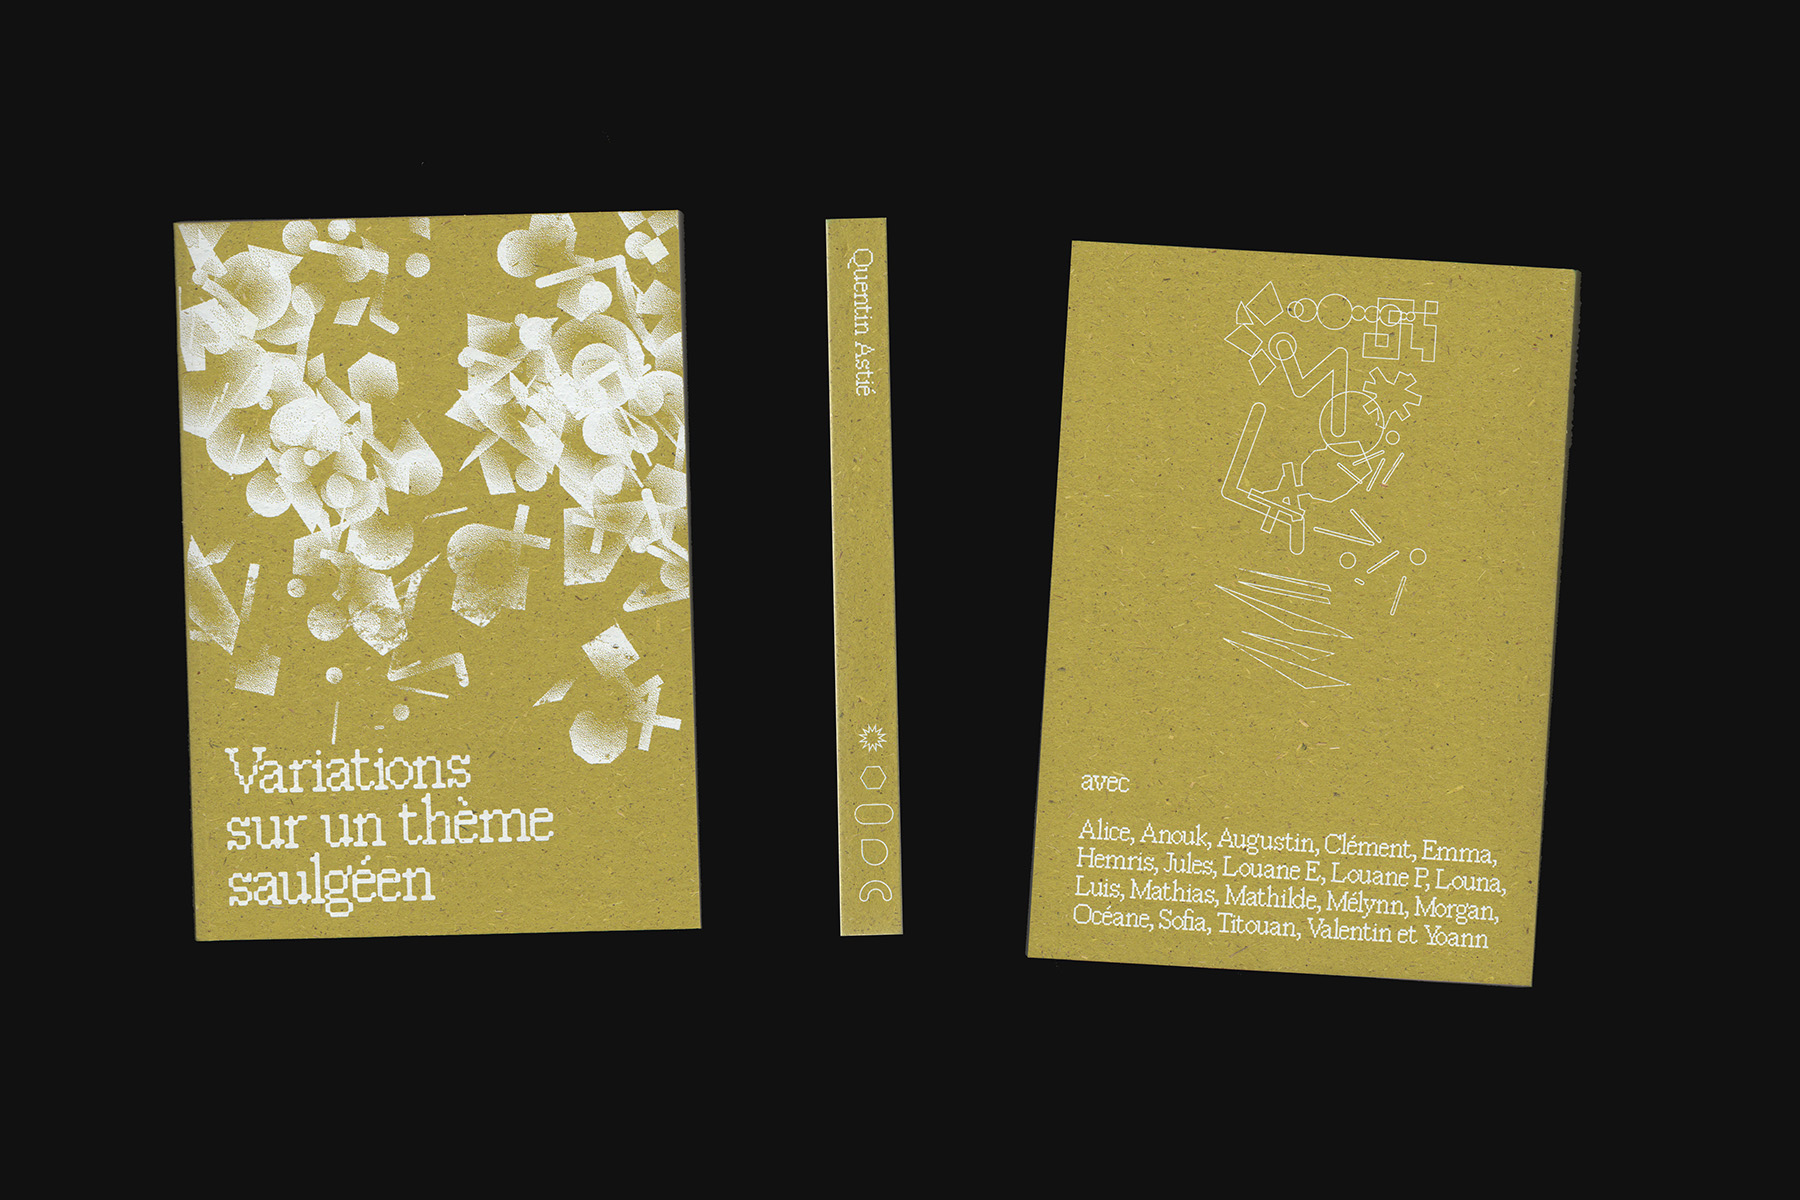 Variations
sur un thème
saulgéen
Quentin Astié
avec
Alice, Anouk, Augustin, Clément, Emma,
Hemris, Jules, Louane E, Louane P, Louna,
Luis, Mathias, Mathilde, Mélynn, Morgan,
Océane, Sofia, Titouan, Valentin et Yoann